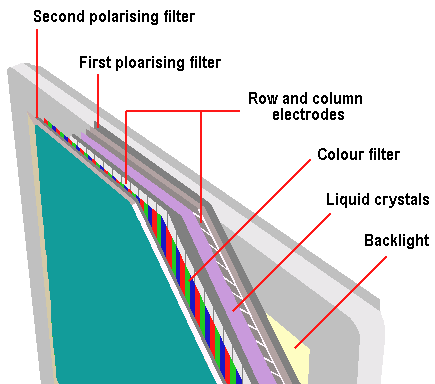 Second polarising filter
First ploarising filter
Row and column
electrodes
Colour filter
Liquid crystals
Backlight